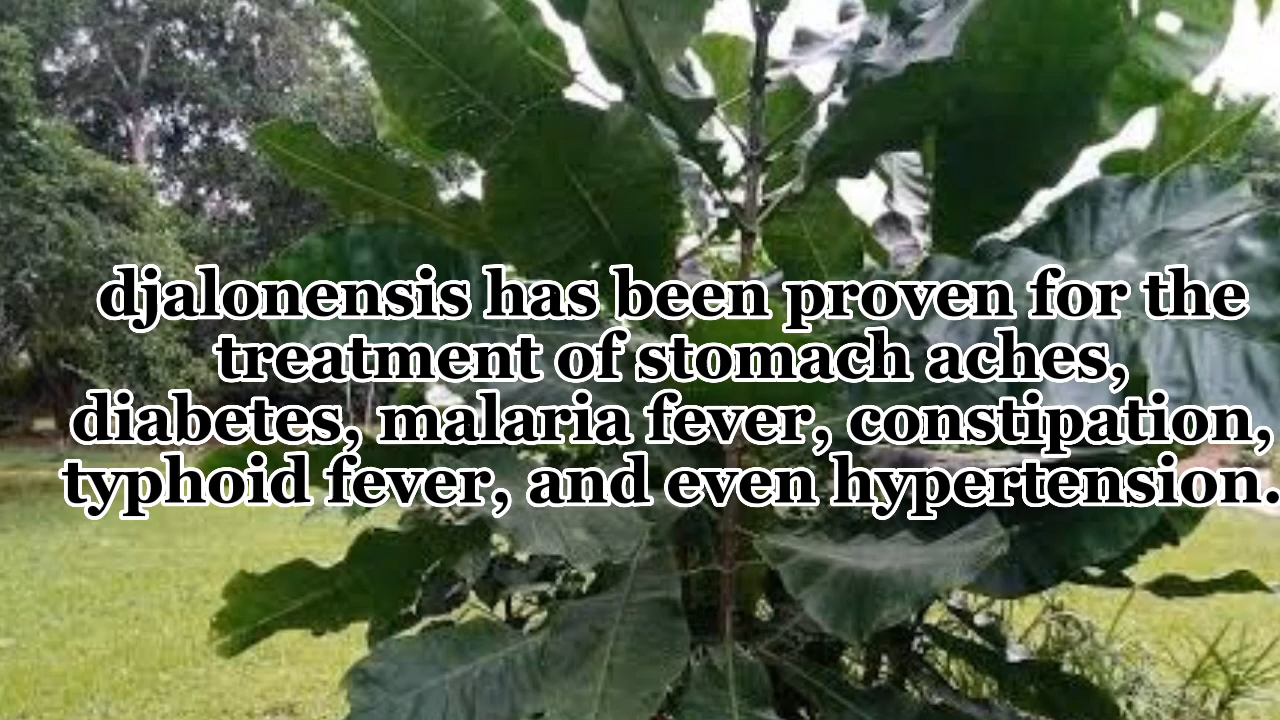 djalonensis has been proven for the
treatment of stomach aches,
diabetes, malaria fever, constipation,
typhoid fever, and even hypertension.